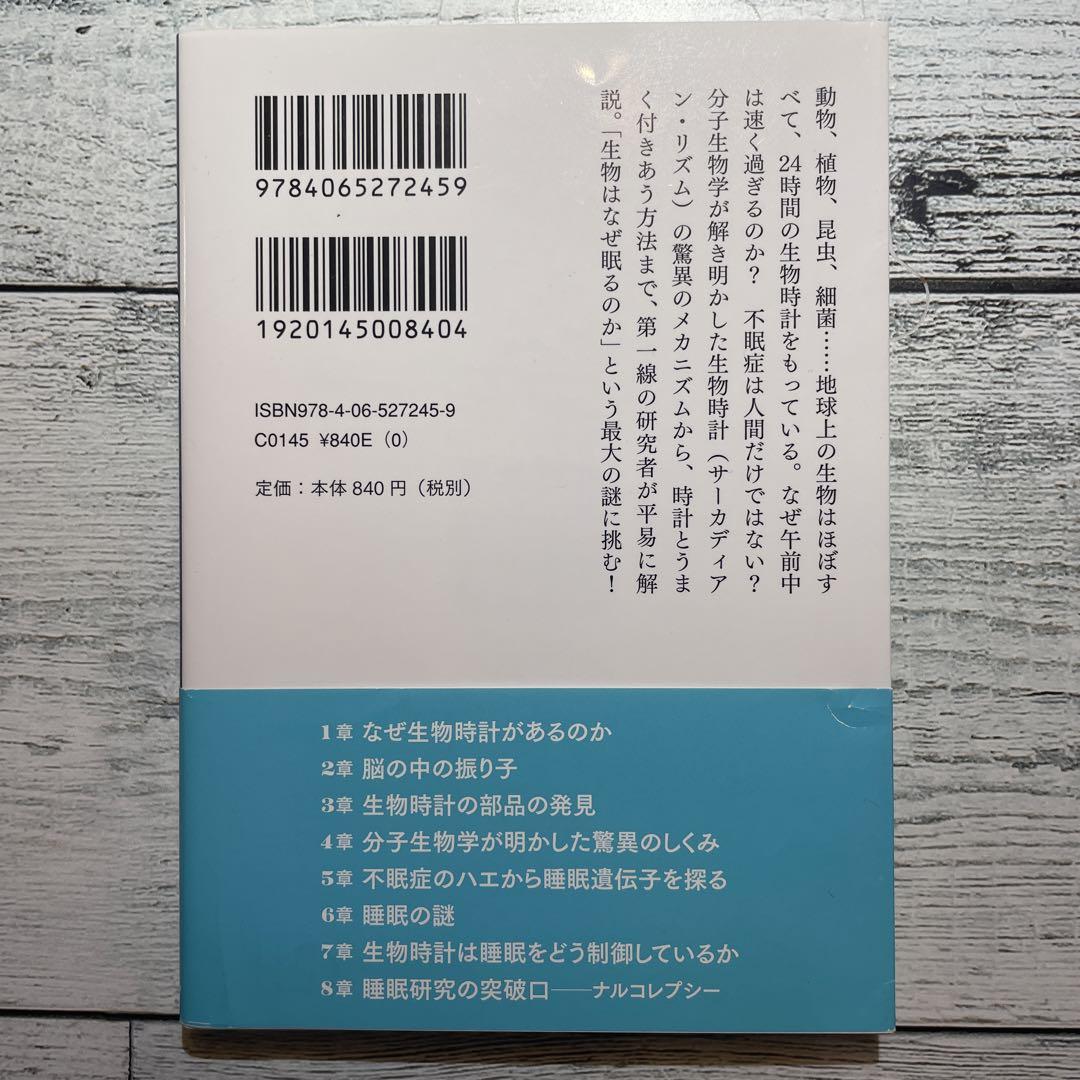 動物、植物、昆虫、細菌……地球上の生物はほぼす
べて、24時間の生物時計をもっている。なぜ午前中
は速く過ぎるのか？　不眠症は人間だけではない？
分子生物学が解き明かした生物時計（サーカディア
ン・リズム）の驚異のメカニズムから、時計とうま
く付きあう方法まで、第一線の研究者が平易に解
説。「生物はなぜ眠るのか」という最大の謎に挑む！
9784065272459
1920145008404
ISBN978-4-06-527245-9
C0145 ¥840E (0)
定価：本体 840 円（税別）
1章 なぜ生物時計があるのか
2章 脳の中の振り子
3章 生物時計の部品の発見
4章 分子生物学が明かした驚異のしくみ
5章 不眠症のハエから睡眠遺伝子を探る
6章 睡眠の謎
7章 生物時計は睡眠をどう制御しているか
8章 睡眠研究の突破口──ナルコレプシー